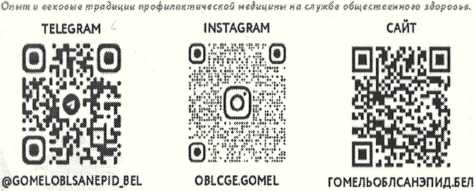 Опыт и вековые традиции профилактической медицины на службе общественного здоровья.
TELEGRAM
INSTAGRAM
САЙТ
@GOMELOBLSANEPID_BEL
OBLCGE.GOMEL
ГОМЕЛЬОБЛСАНЭПИД.БЕЛ